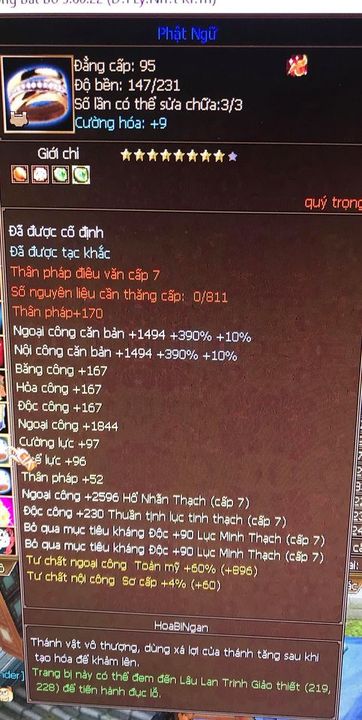 Phật Ngữ
Đẳng cấp: 95
Độ bền: 147/231
Số lần có thể sửa chữa:3/3
Cường hóa: +9
Giới chỉ
quý trọng
Đã được cố định
Đã được tạc khắc
Thân pháp điêu văn cấp 7
Số nguyên liệu cần thăng cấp: 0/811
Thân pháp+170
Ngoại công căn bản +1494 +390% +10%
Nội công căn bản +1494 +390% +10%
Băng công +167
Hỏa công +167
Độc công +167
Ngoại công +1844
Cường lực +97
lực +96
Thân pháp +52
Ngoại công +2596 Hổ Nhãn Thạch (cấp 7)
Độc công +230 Thuần tịnh lục tinh thạch (cấp 7)
Bỏ qua mục tiêu kháng Độc +90 Lục Minh Thạch (cấp 7)
Bỏ qua mục tiêu kháng Độc +90 Lục Minh Thạch (cấp 7)
Tư chất ngoại công Toàn mỹ +60% (+896)
Tư chất nội công Sơ cấp +4% (+60)
HoaBINgan
Thánh vật vô thượng, dùng xá lợi của thánh tăng sau khi
tạo hóa để khảm lên.
Trang bị này có thể đem đến Lâu Lan Trình Giảo thiết (219,
228) để tiến hành đục lỗ.